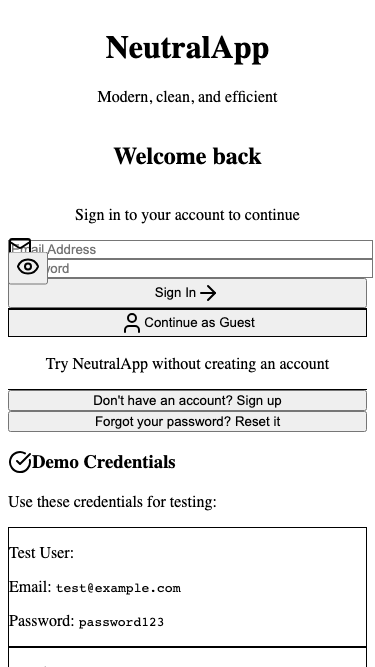 NeutralApp
Modern, clean, and efficient
Welcome back
Sign in to your account to continue
Email Address
Sign In
Continue as Guest
Try NeutralApp without creating an account
Don't have an account? Sign up
Forgot your password? Reset it
Demo Credentials
Use these credentials for testing:
Test User:
Email: test@example.com
Password: password123